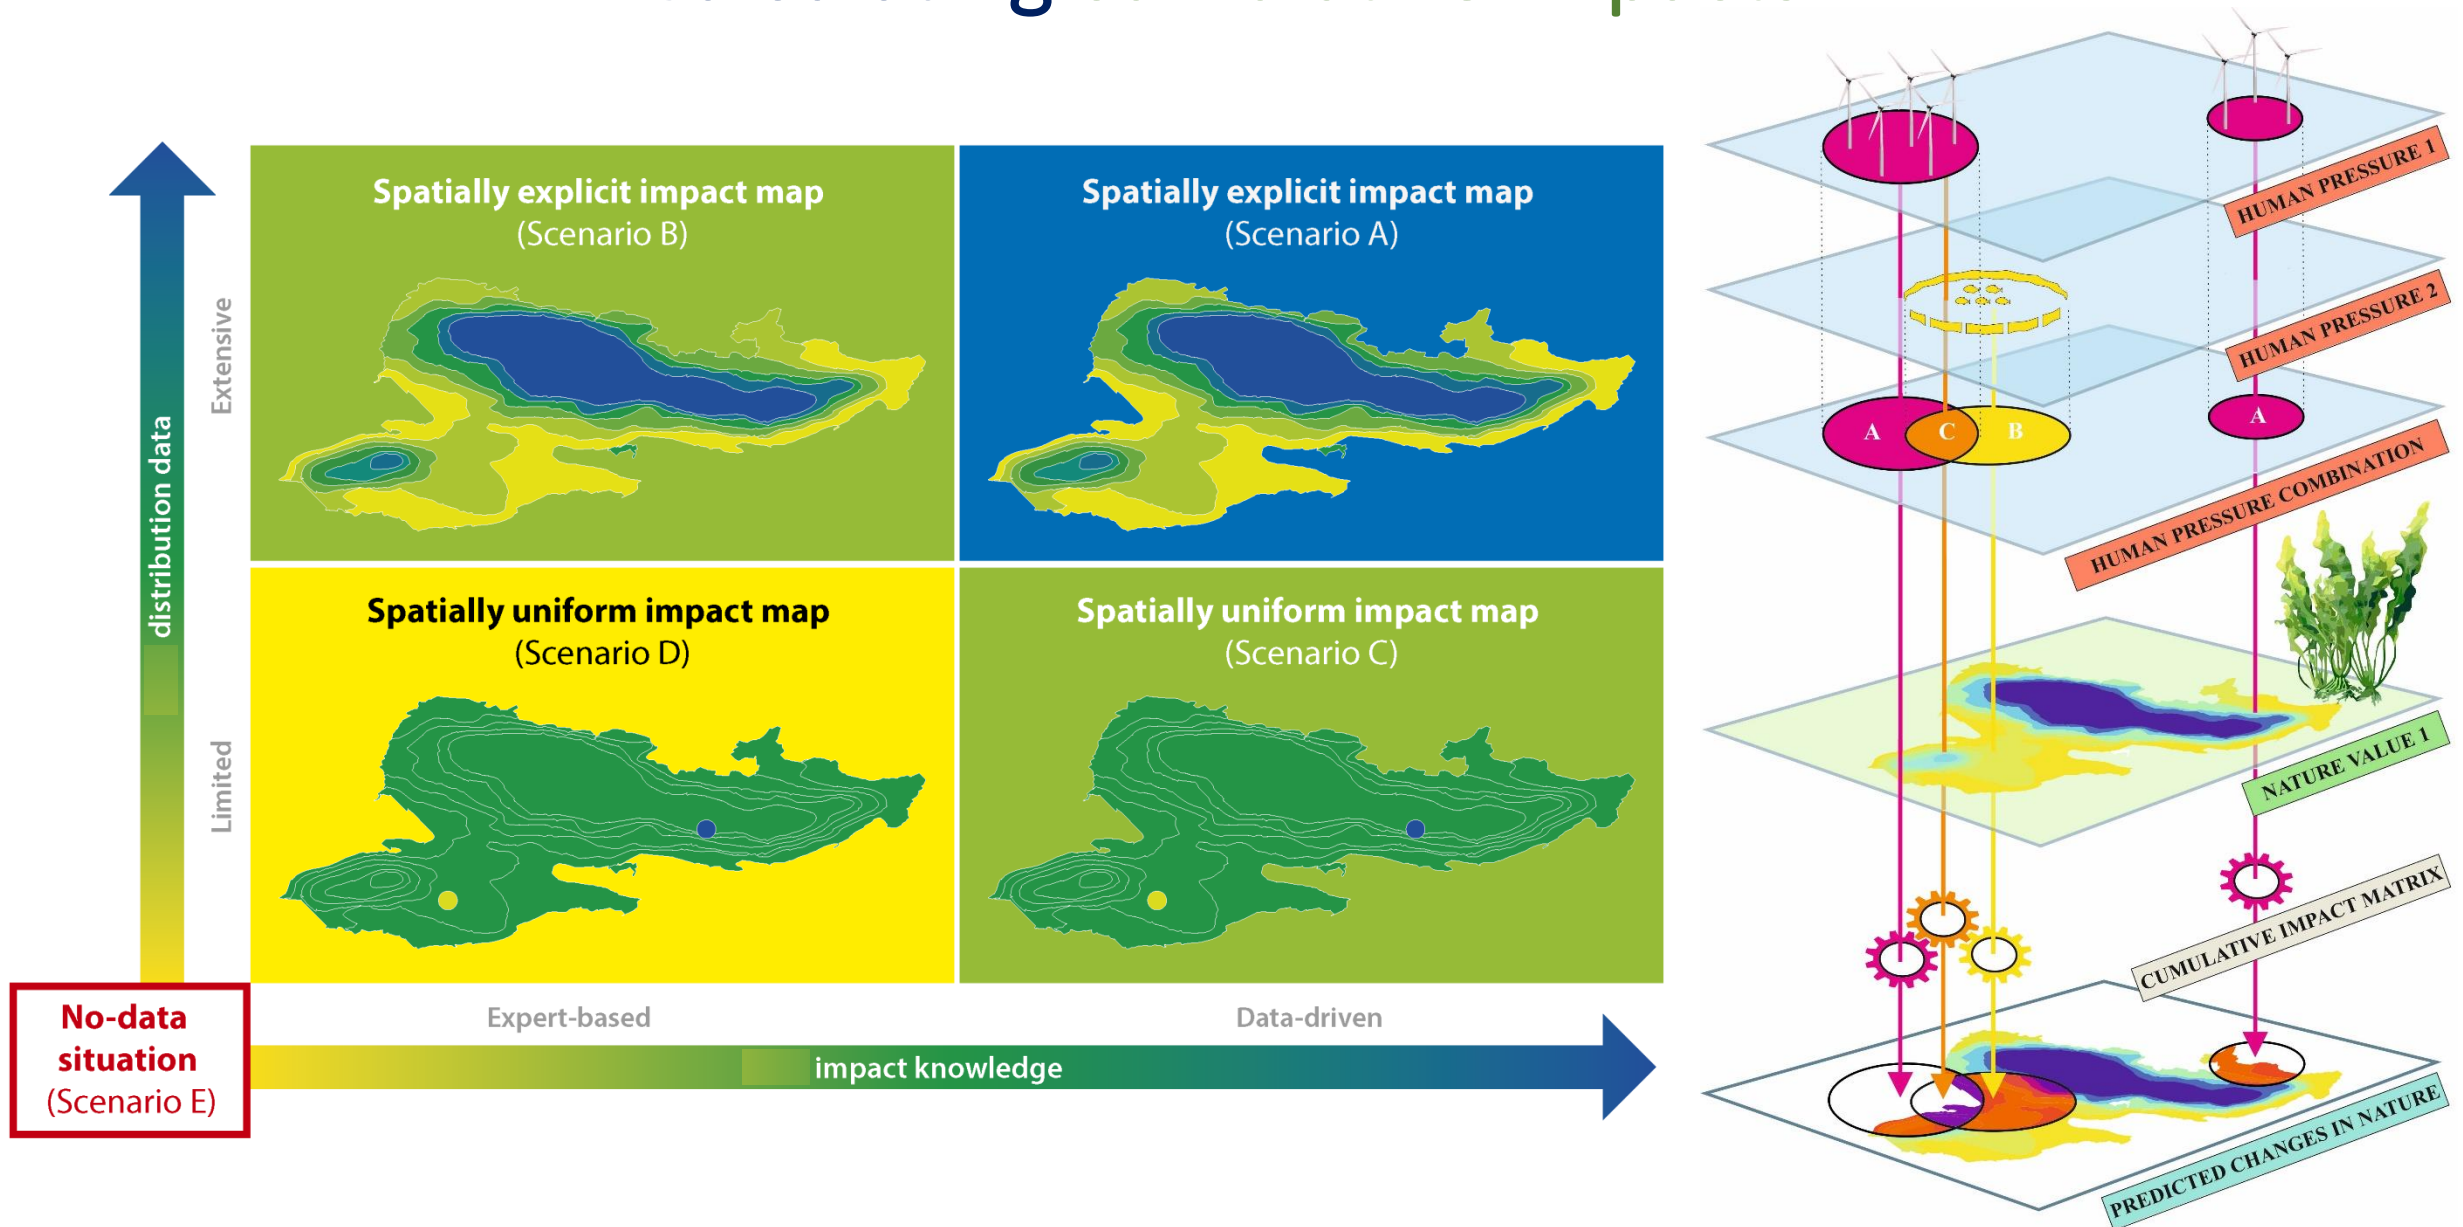 Spatially explicit impact map
(Scenario B)
Spatially explicit impact map
(Scenario A)
Spatially uniform impact map
(Scenario D)
Spatially uniform impact map
(Scenario C)
Extensive
distribution data
Limited
No-data
situation
(Scenario E)
Expert-based
Data-driven
impact knowledge
HUMAN PRESSURE 1
HUMAN PRESSURE 2
A
C
B
A
HUMAN PRESSURE COMBINATION
NATURE VALUE 1
CUMULATIVE IMPACT MATRIX
PREDICTED CHANGES IN NATURE